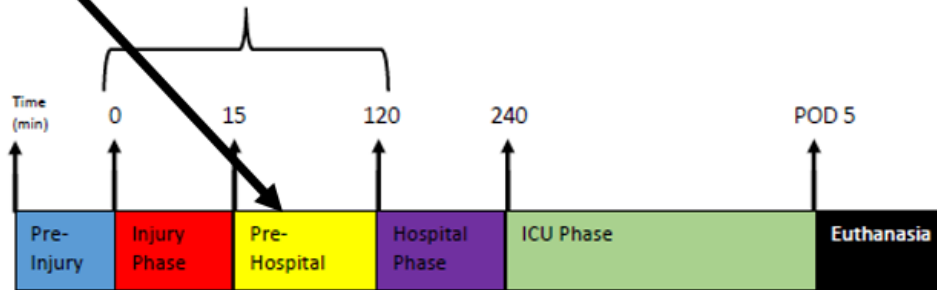 Time
(min)
0
15
120
240
POD 5
Pre-
Injury
Injury
Phase
Pre-
Hospital
Hospital
Phase
ICU Phase
Euthanasia